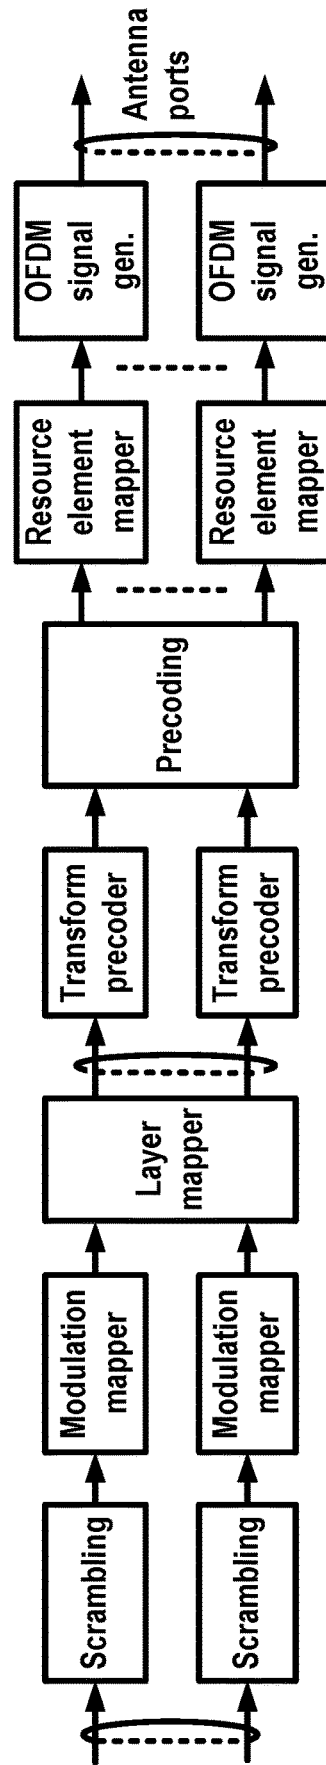 Scrambling
Scrambling
Modulation
mapper
Modulation
mapper
Layer
mapper
Transform
precoder
Transform
precoder
Precoding
Resource
element
mapper
Resource
element
mapper
OFDM
signal
gen.
OFDM
signal
gen.
Antenna
ports